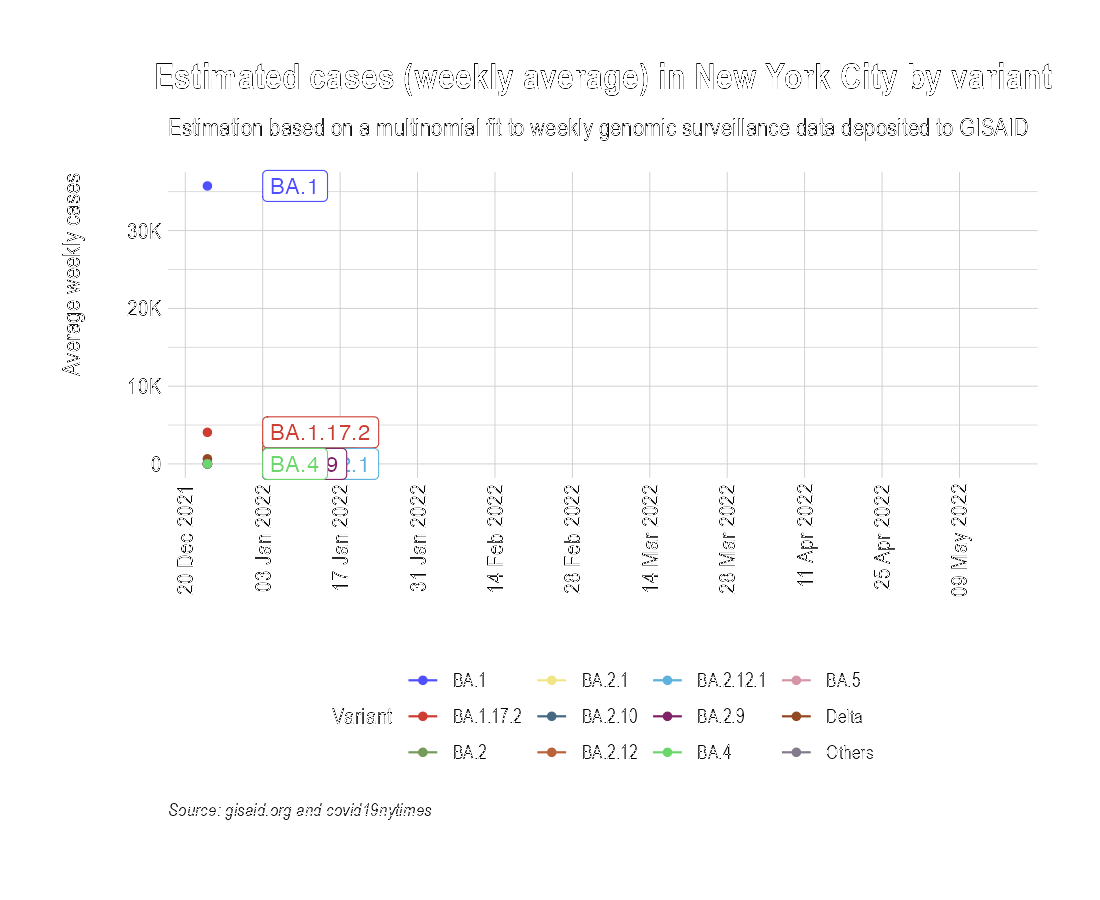 Estimated cases (weekly average) in New York City by variant
Estimation based on a multinomial fit to weekly genomic surveillance data deposited to GISAID
Average weekly cases
30K
20K
10K
0
BA.1
BA.1.17.2
BA.4
9
2.1
20 Dec 2021
03 Jan 2022
17 Jan 2022
31 Jan 2022
14 Feb 2022
28 Feb 2022
14 Mar 2022
28 Mar 2022
11 Apr 2022
25 Apr 2022
09 May 2022
Variant
BA.1
BA.2.1
BA.2.12.1
BA.5
BA.1.17.2
BA.2.10
BA.2.9
Delta
BA.2
BA.2.12
BA.4
Others
Source: gisaid.org and covid19nytimes